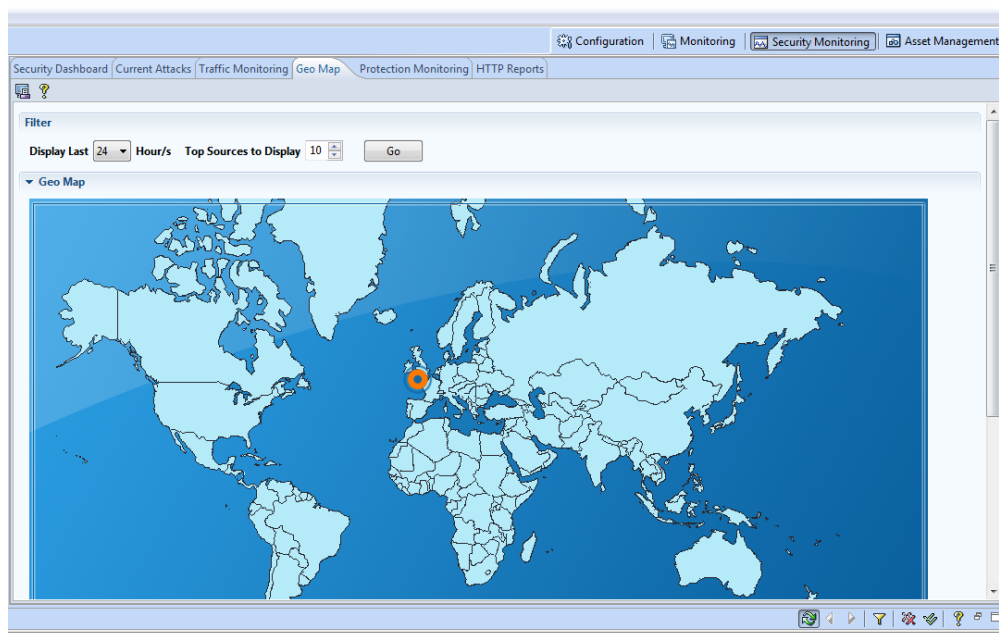 Configuration Monitoring Security Monitoring Asset Management
Security Dashboard Current Attacks Traffic Monitoring Geo Map Protection Monitoring HTTP Reports
Filter
Display Last 24 Hour/s Top Sources to Display 10 Go
Geo Map